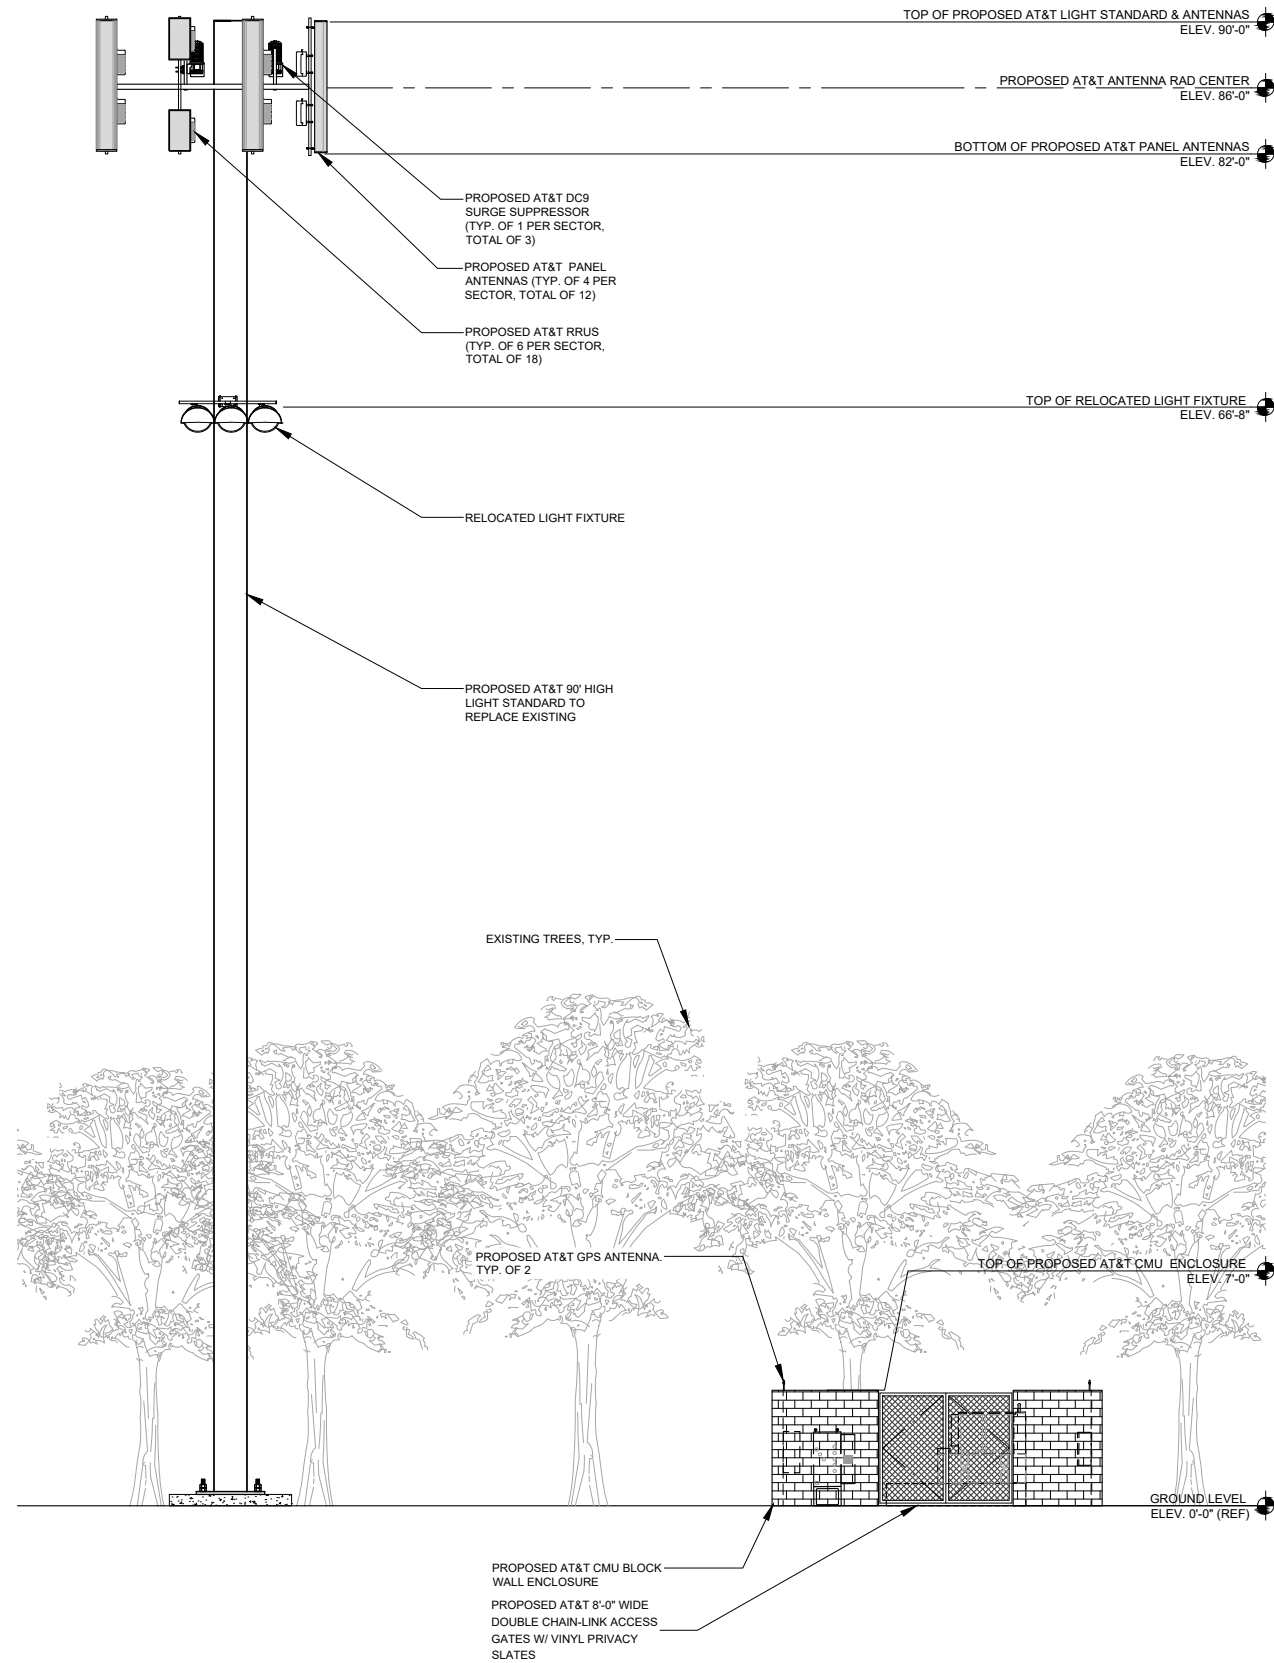 TOP OF PROPOSED AT&T LIGHT STANDARD & ANTENNAS
ELEV. 90'-0"
PROPOSED AT&T ANTENNA RAD CENTER
ELEV. 86'-0"
BOTTOM OF PROPOSED AT&T PANEL ANTENNAS
ELEV. 82'-0"
PROPOSED AT&T DC9
SURGE SUPPRESSOR
(TYP. OF 1 PER SECTOR,
TOTAL OF 3)
PROPOSED AT&T PANEL
ANTENNAS (TYP. OF 4 PER
SECTOR, TOTAL OF 12)
PROPOSED AT&T RRUS
(TYP. OF 6 PER SECTOR,
TOTAL OF 18)
TOP OF RELOCATED LIGHT FIXTURE
ELEV. 66'-8"
RELOCATED LIGHT FIXTURE
PROPOSED AT&T 90' HIGH
LIGHT STANDARD TO
REPLACE EXISTING
EXISTING TREES, TYP.
PROPOSED AT&T GPS ANTENNA.
TYP. OF 2
TOP OF PROPOSED AT&T CMU ENCLOSURE
ELEV. 7'-0"
GROUND LEVEL
ELEV. 0'-0" (REF)
PROPOSED AT&T CMU BLOCK
WALL ENCLOSURE
PROPOSED AT&T 8'-0" WIDE
DOUBLE CHAIN-LINK ACCESS
GATES W/ VINYL PRIVACY
SLATES